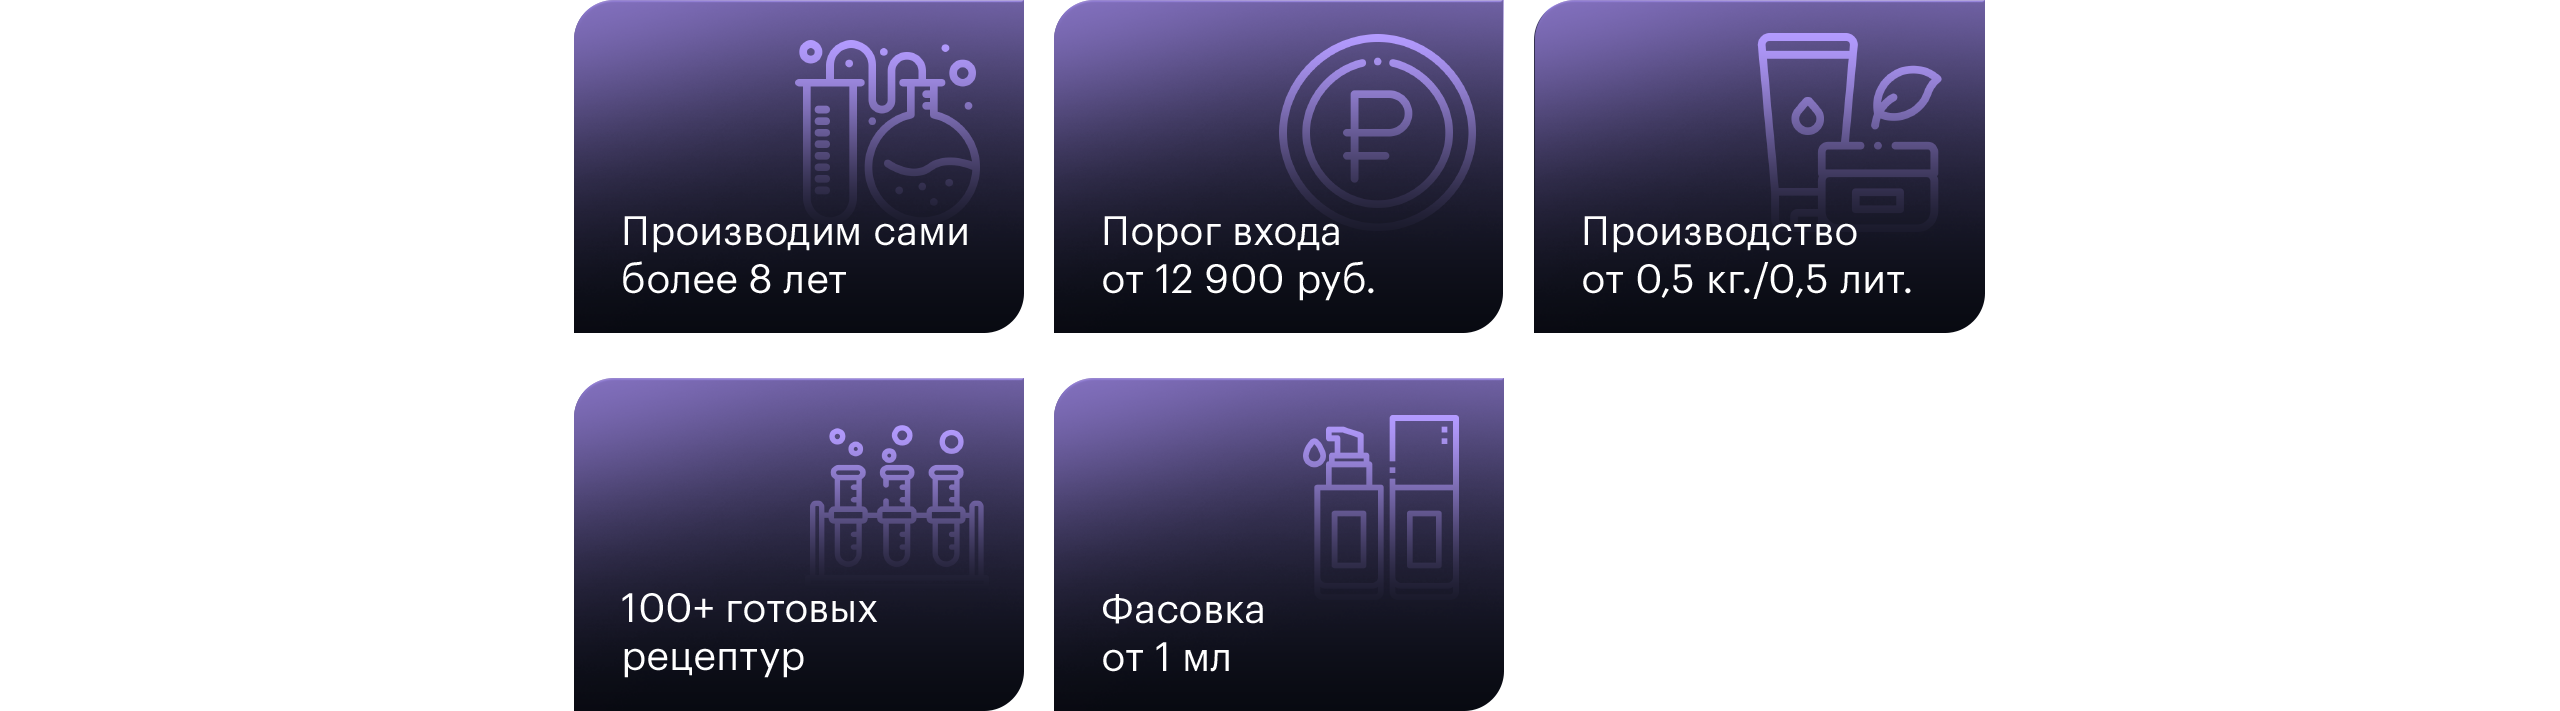 Производим сами
более 8 лет
Порог входа
от 12 900 руб.
Производство
от 0,5 кг./0,5 лит.
100+ готовых
рецептур
Фасовка
от 1 мл